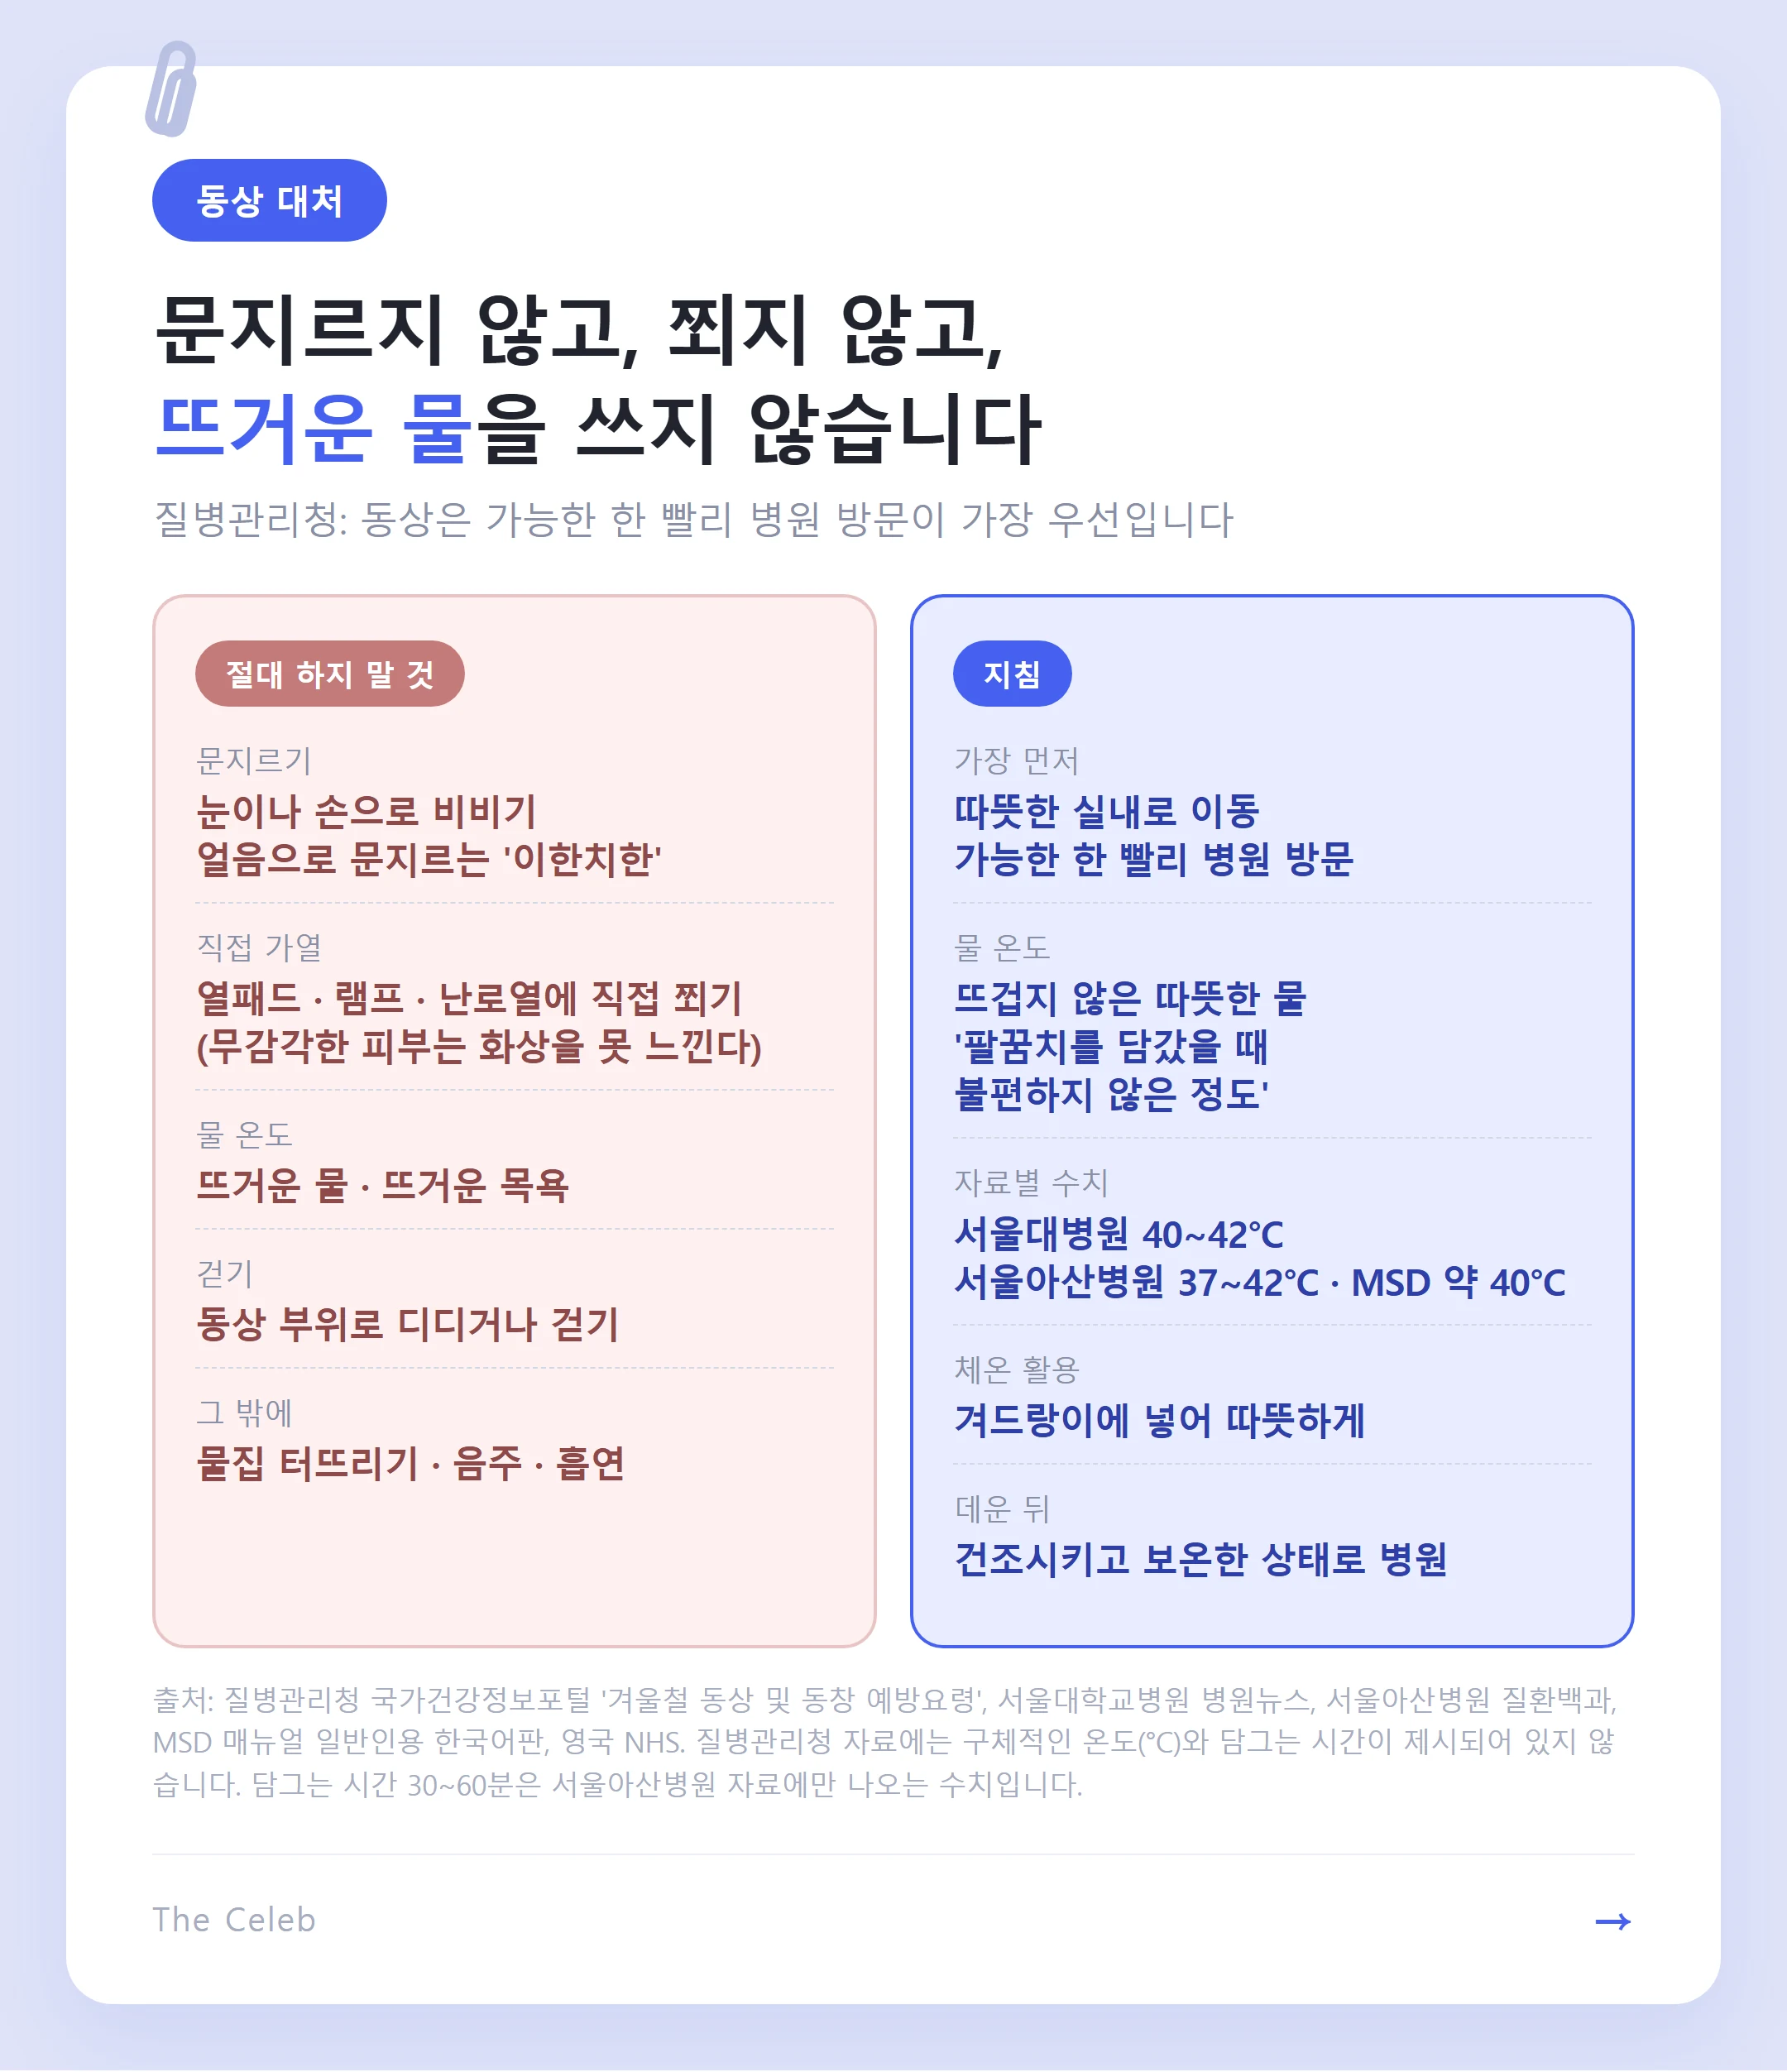 동상 대처
문지르지 않고, 쬐지 않고,
뜨거운 물을 쓰지 않습니다
질병관리청: 동상은 가능한 한 빨리 병원 방문이 가장 우선입니다
절대 하지 말 것
문지르기
눈이나 손으로 비비기
얼음으로 문지르는 '이한치한'
직접 가열
열패드 · 램프 · 난로열에 직접 쬐기
(무감각한 피부는 화상을 못 느낀다)
물 온도
뜨거운 물 · 뜨거운 목욕
걷기
동상 부위로 디디거나 걷기
그 밖에
물집 터뜨리기 · 음주 · 흡연
지침
가장 먼저
따뜻한 실내로 이동
가능한 한 빨리 병원 방문
물 온도
뜨겁지 않은 따뜻한 물
'팔꿈치를 담갔을 때
불편하지 않은 정도'
자료별 수치
서울대병원 40~42℃
서울아산병원 37~42℃ · MSD 약 40℃
체온 활용
겨드랑이에 넣어 따뜻하게
데운 뒤
건조시키고 보온한 상태로 병원
출처: 질병관리청 국가건강정보포털 '겨울철 동상 및 동창 예방요령', 서울대학교병원 병원뉴스, 서울아산병원 질환백과,
MSD 매뉴얼 일반인용 한국어판, 영국 NHS. 질병관리청 자료에는 구체적인 온도(℃)와 담그는 시간이 제시되어 있지 않
습니다. 담그는 시간 30~60분은 서울아산병원 자료에만 나오는 수치입니다.
The Celeb
→